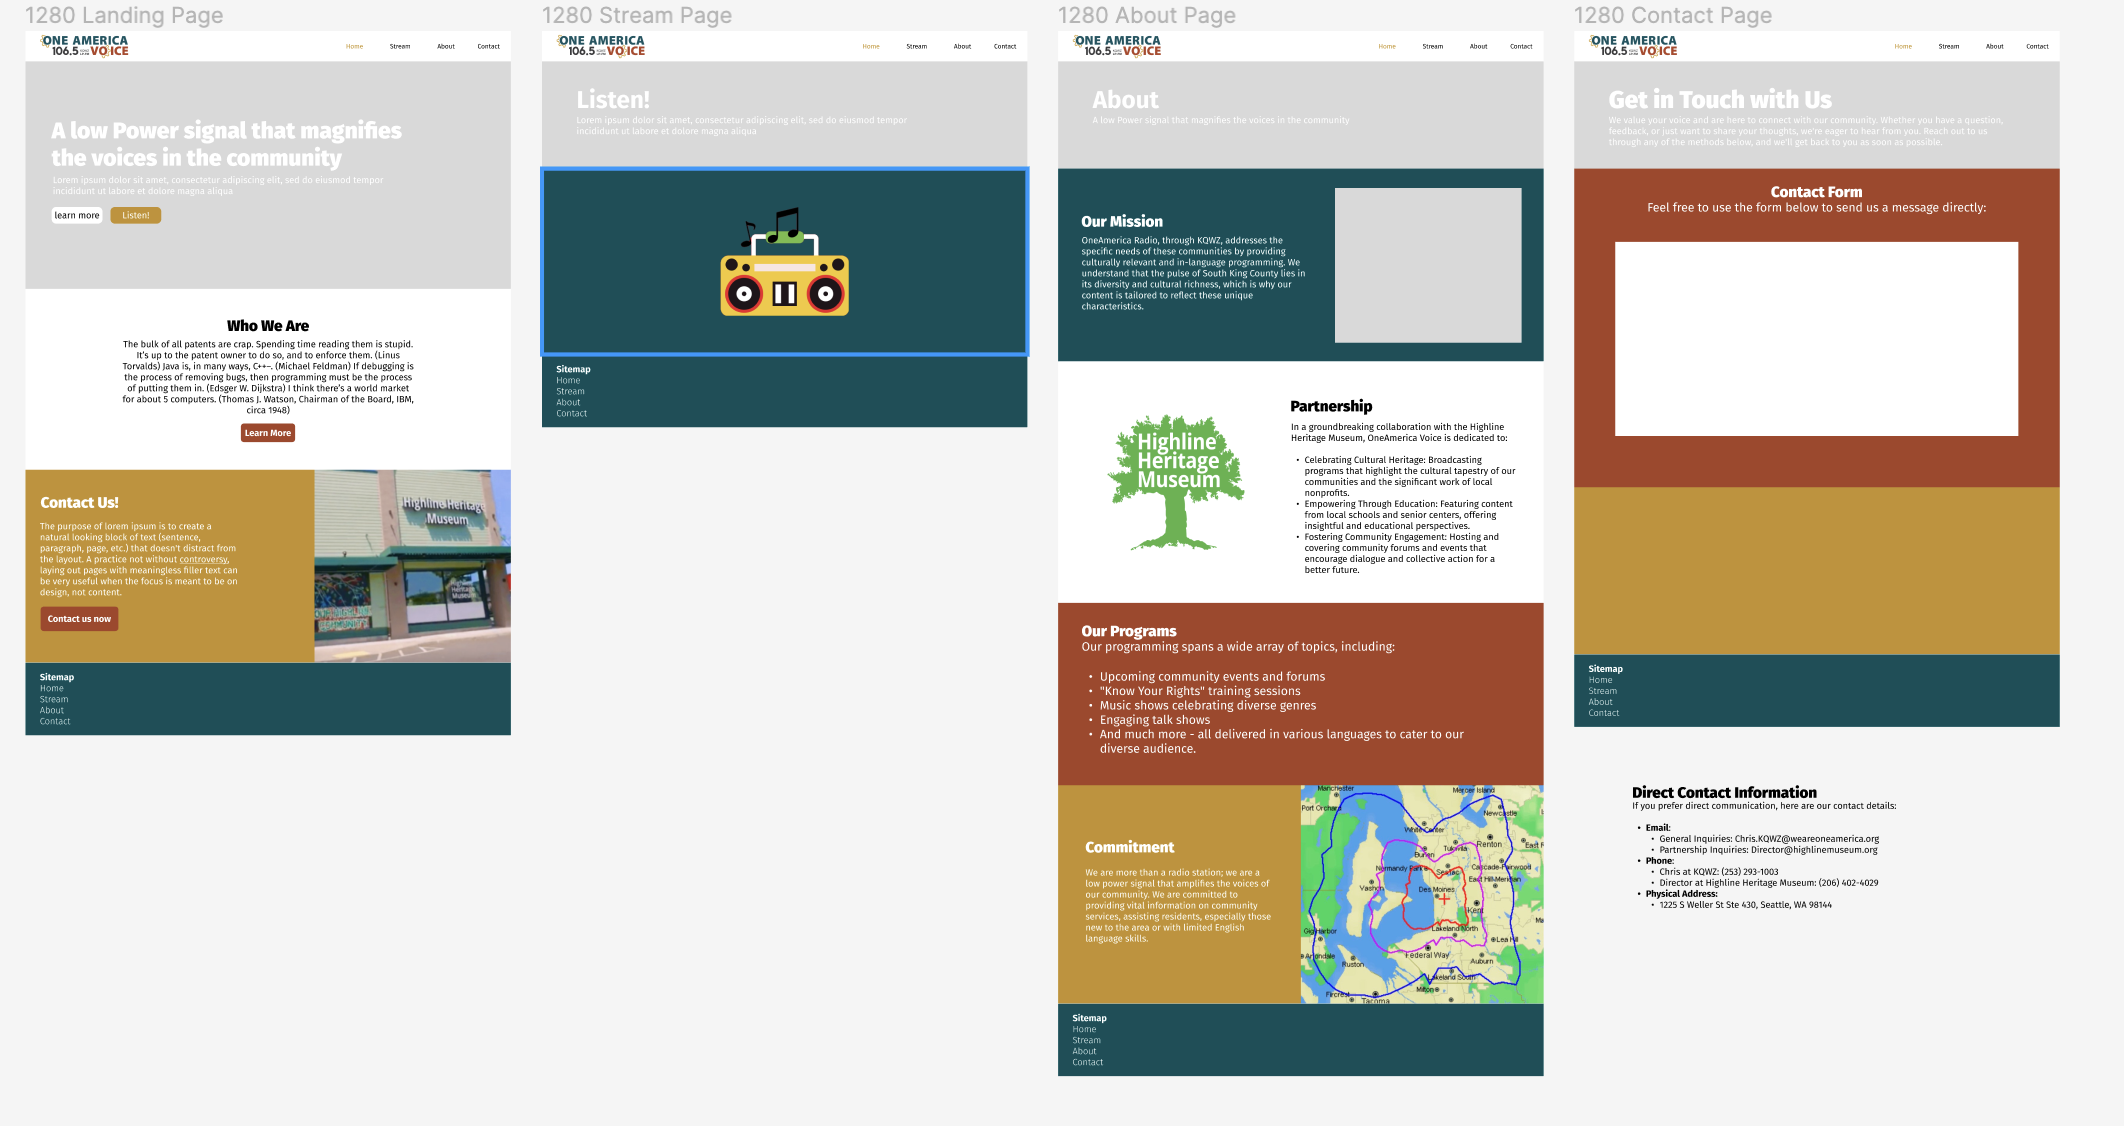 1280 Landing Page
ONE AMERICA
106.5 VOICE
Home Stream About Contact
A low Power signal that magnifies
the voices in the community
Lorem ipsum dolor sit amet, consectetur adipiscing elit, sed do eiusmod tempor
incididunt ut labore et dolore magna aliqua
learn more Listen!
Who We Are
The bulk of all patents are crap. Spending time reading them is stupid.
It's up to the patent owner to do so, and to enforce them. (Linus
Torvalds) Java is, in many ways, C++–. (Michael Feldman) If debugging is
the process of removing bugs, then programming must be the process
of putting them in. (Edsger W. Dijkstra) I think there's a world market
for about 5 computers. (Thomas J. Watson, Chairman of the Board, IBM,
circa 1948)
Learn More
Contact Us!
The purpose of lorem ipsum is to create a
natural looking block of text (sentence,
paragraph, page, etc.) that doesn't distract from
the layout. A practice not without controversy,
laying out pages with meaningless filler text can
be very useful when the focus is meant to be on
design, not content.
Contact us now
Highline Heritage
Museum
Highline
Heritage
Museum
Sitemap
Home
Stream
About
Contact
1280 Stream Page
ONE AMERICA
106.5 VOICE
Home Stream About Contact
Listen!
Lorem ipsum dolor sit amet, consectetur adipiscing elit, sed do eiusmod tempor
incididunt ut labore et dolore magna aliqua
Sitemap
Home
Stream
About
Contact
1280 About Page
ONE AMERICA
106.5 VOICE
Home Stream About Contact
About
A low Power signal that magnifies the voices in the community
Our Mission
OneAmerica Radio, through KQWZ, addresses the
specific needs of these communities by providing
culturally relevant and in-language programming. We
understand that the pulse of South King County lies in
its diversity and cultural richness, which is why our
content is tailored to reflect these unique
characteristics.
Highline
Heritage
Museum
Partnership
In a groundbreaking collaboration with the Highline
Heritage Museum, OneAmerica Voice is dedicated to:
• Celebrating Cultural Heritage: Broadcasting
programs that highlight the cultural tapestry of our
communities and the significant work of local
nonprofits.
• Empowering Through Education: Featuring content
from local schools and senior centers, offering
insightful and educational perspectives.
• Fostering Community Engagement: Hosting and
covering community forums and events that
encourage dialogue and collective action for a
better future.
Our Programs
Our programming spans a wide array of topics, including:
• Upcoming community events and forums
• "Know Your Rights" training sessions
• Music shows celebrating diverse genres
• Engaging talk shows
• And much more - all delivered in various languages to cater to our
diverse audience.
Commitment
We are more than a radio station; we are a
low power signal that amplifies the voices of
our community. We are committed to
providing vital information on community
services, assisting residents, especially those
new to the area or with limited English
language skills.
Manchester
Mercer Island
Port Orchard
Newcastle
White Center
Tukwila
Renton
Burien
Normandy Park
Seatac
Cascade-Fairwood
East Hill-Meridian
Vashon
Des Moines
Kent
Lakeland North
Gig Harbor
Lea Hill
Artondale
Federal Way
Auburn
Ruston
Lakeland South
Milton
Fircrest
Tacoma
Sitemap
Home
Stream
About
Contact
1280 Contact Page
ONE AMERICA
106.5 VOICE
Home Stream About Contact
Get in Touch with Us
We value your voice and are here to connect with our community. Whether you have a question,
feedback, or just want to share your thoughts, we're eager to hear from you. Reach out to us
through any of the methods below, and we'll get back to you as soon as possible.
Contact Form
Feel free to use the form below to send us a message directly:
Sitemap
Home
Stream
About
Contact
Direct Contact Information
If you prefer direct communication, here are our contact details:
• Email:
• General Inquiries: Chris.KQWZ@weareoneamerica.org
• Partnership Inquiries: Director@highlinemuseum.org
• Phone:
• Chris at KQWZ: (253) 293-1003
• Director at Highline Heritage Museum: (206) 402-4029
• Physical Address:
• 1225 S Weller St Ste 430, Seattle, WA 98144